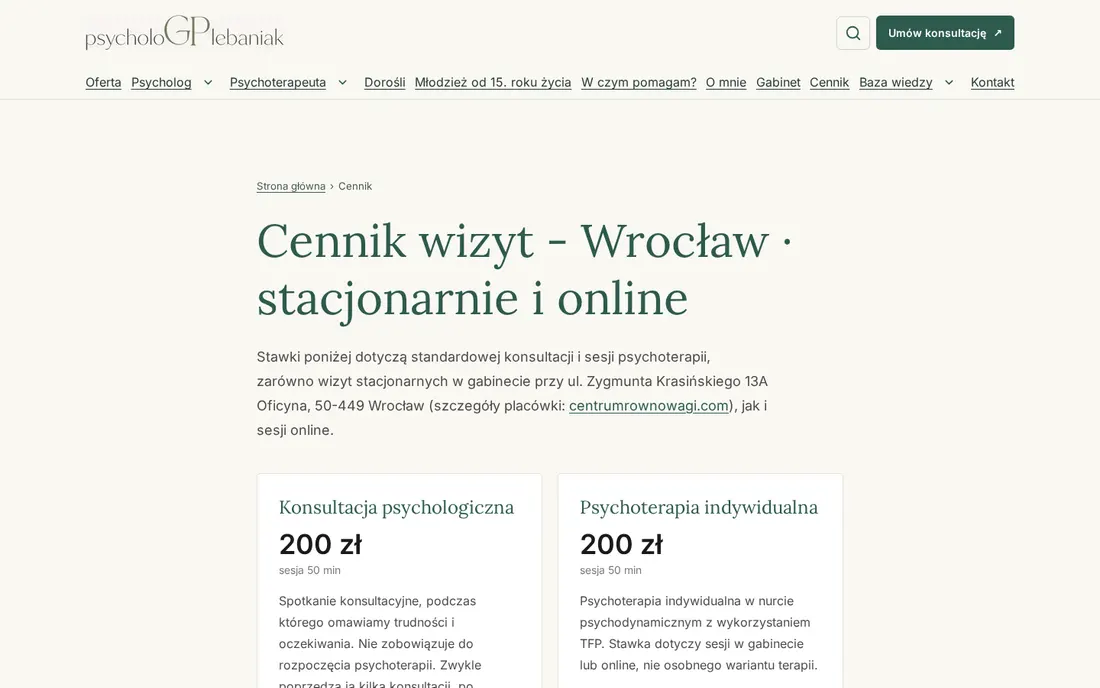 psycholoGPlebaniak
Umów konsultację ↗
Oferta Psycholog Psychoterapeuta Dorośli Młodzież od 15. roku życia W czym pomagam? O mnie Gabinet Cennik Baza wiedzy Kontakt
Strona główna › Cennik
Cennik wizyt - Wrocław ·
stacjonarnie i online
Stawki poniżej dotyczą standardowej konsultacji i sesji psychoterapii,
zarówno wizyt stacjonarnych w gabinecie przy ul. Zygmunta Krasińskiego 13A
Oficyna, 50-449 Wrocław (szczegóły placówki: centrumrownowagi.com), jak i
sesji online.
Konsultacja psychologiczna
200 zł
sesja 50 min
Spotkanie konsultacyjne, podczas
którego omawiamy trudności i
oczekiwania. Nie zobowiązuje do
rozpoczęcia psychoterapii. Zwykle
poprzedza ją kilka konsultacji, po
Psychoterapia indywidualna
200 zł
sesja 50 min
Psychoterapia indywidualna w nurcie
psychodynamicznym z wykorzystaniem
TFP. Stawka dotyczy sesji w gabinecie
lub online, nie osobnego wariantu terapii.